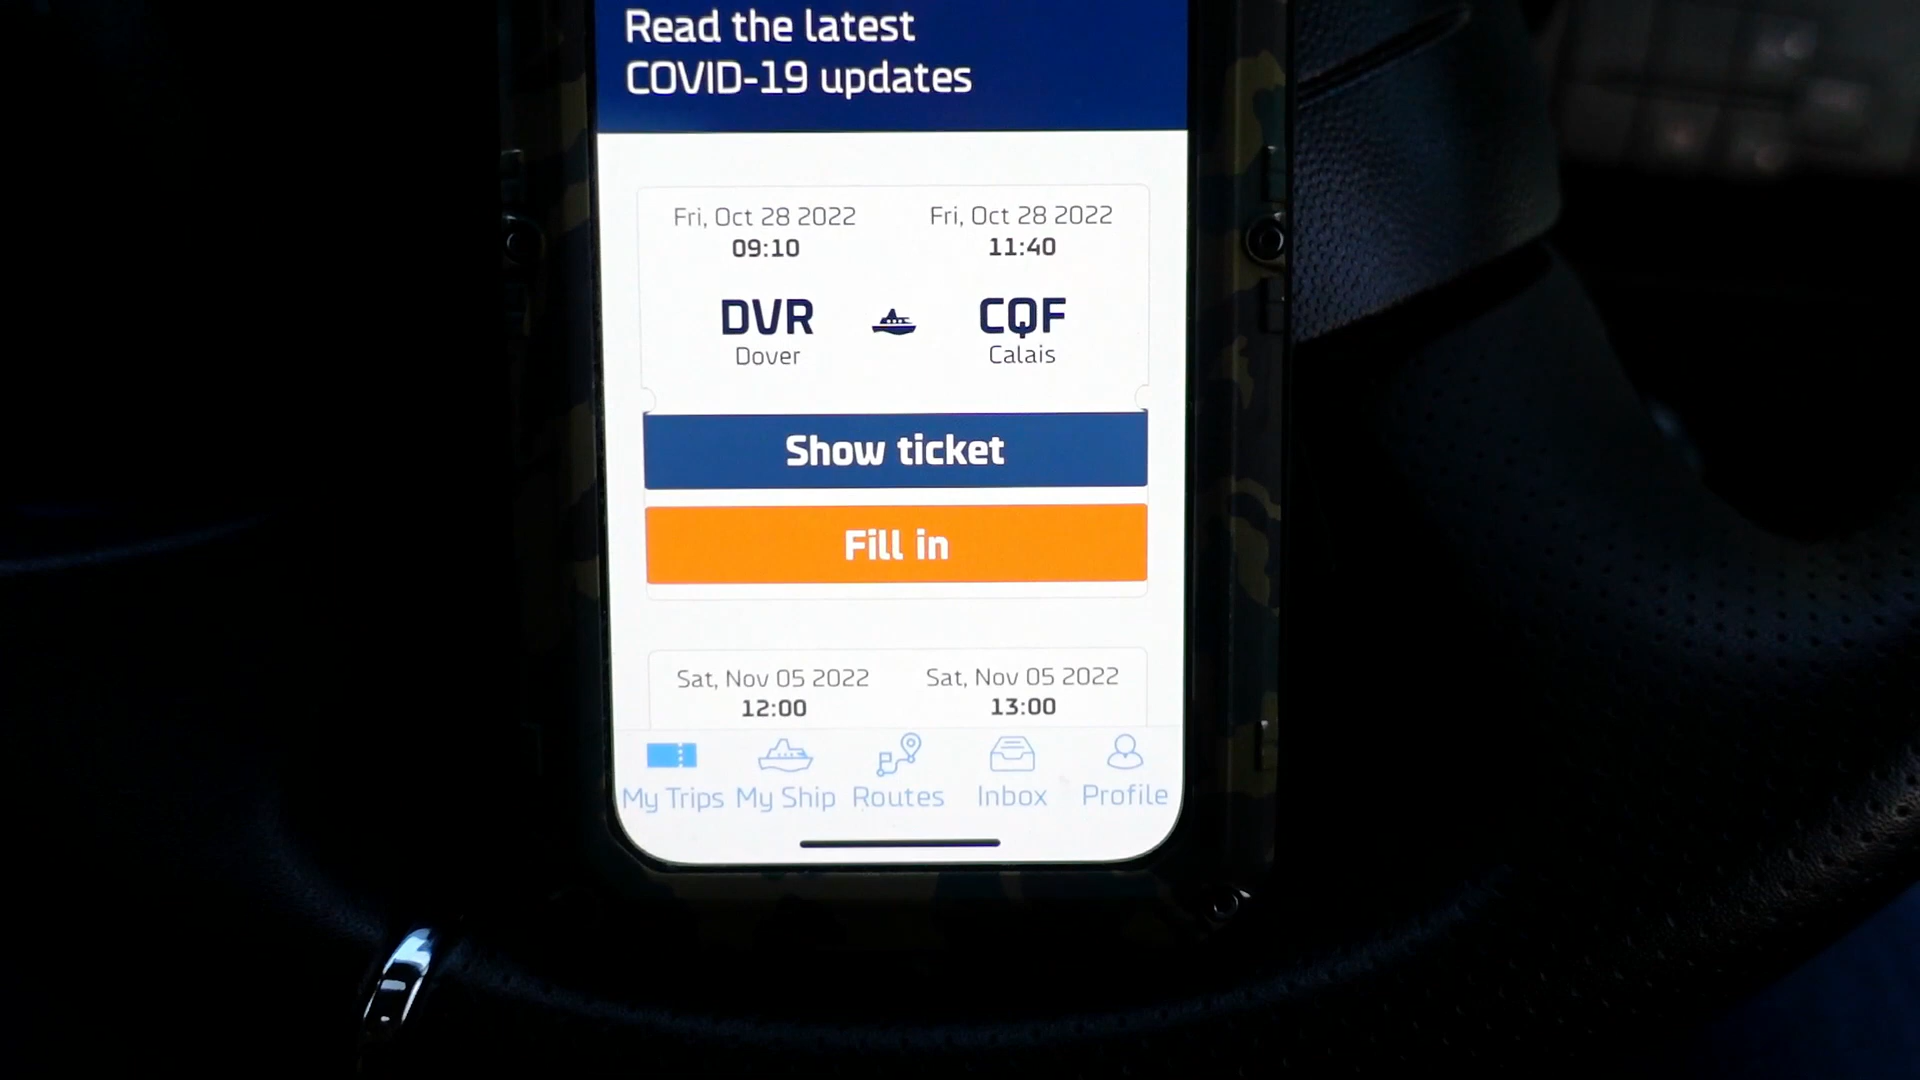 Read the latest
COVID-19 updates
Fri, Oct 28 2022 Fri, Oct 28 2022
09:10 11:40
DVR CQF
Dover Calais
Show ticket
Fill in
Sat, Nov 05 2022 Sat, Nov 05 2022
12:00 13:00
My Trips My Ship Routes Inbox Profile